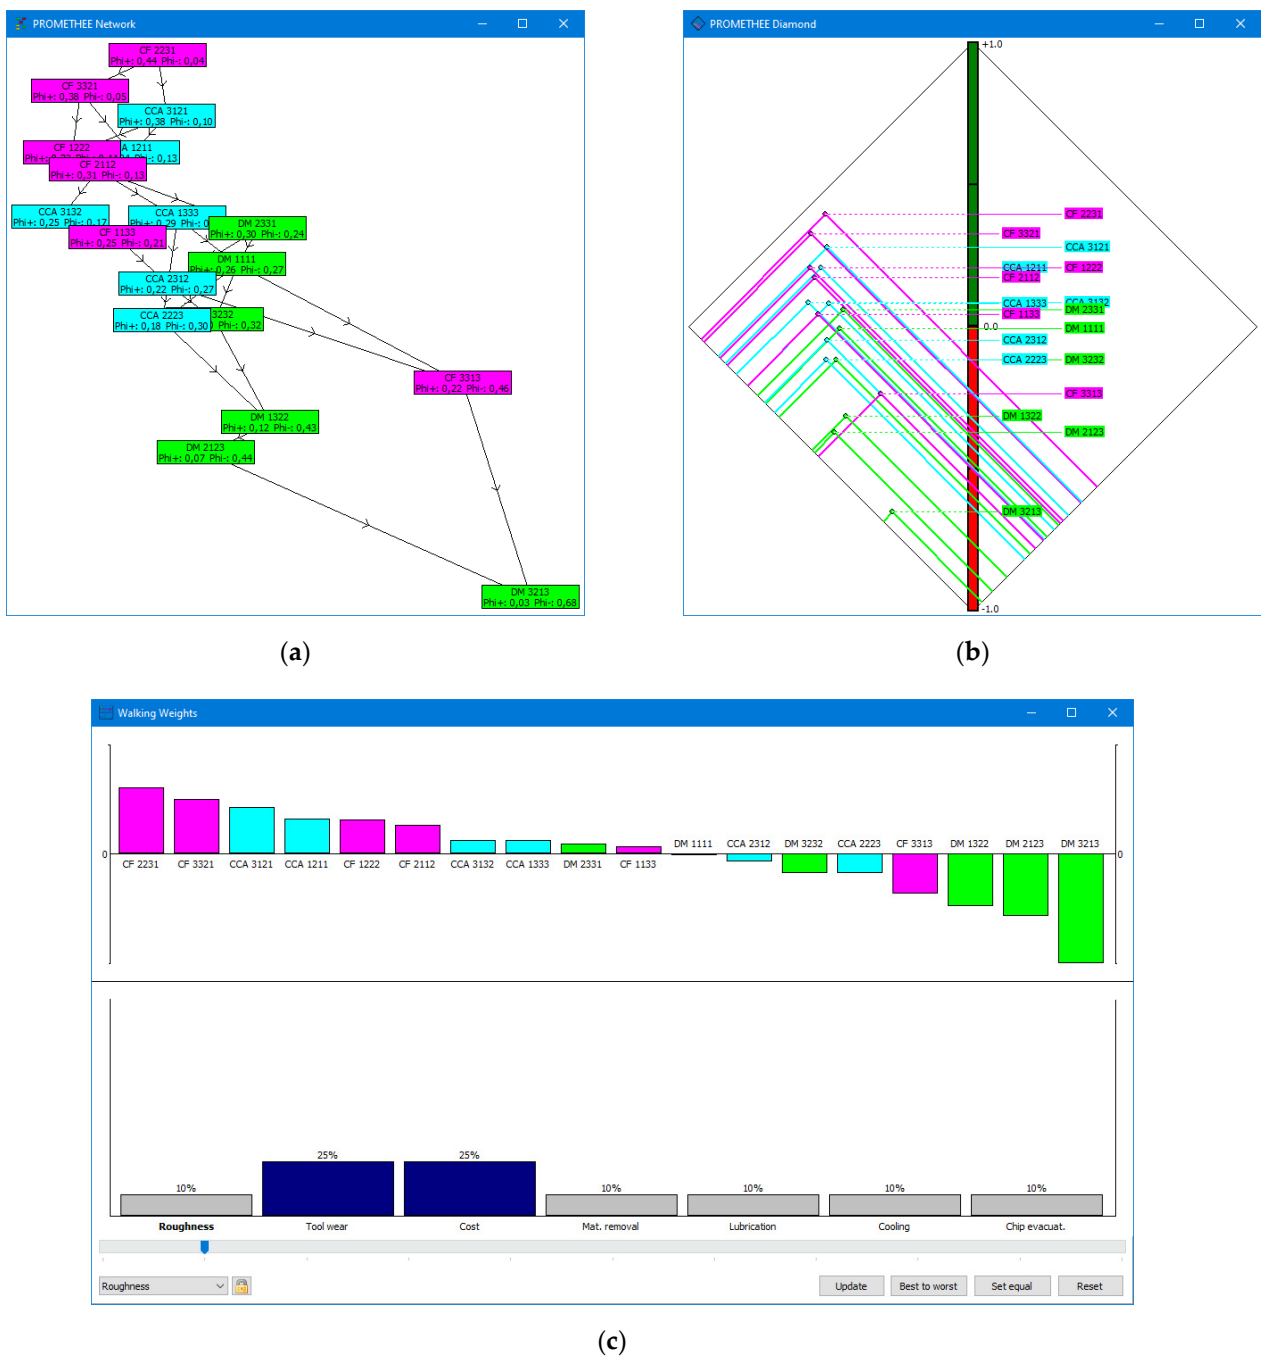 PROMETHEE Network
CF 2231
Phi+: 0,44 Phi-: 0,04
CF 3321
Phi+: 0,38 Phi-: 0,05
CCA 3121
Phi+: 0,38 Phi-: 0,10
CF 1222
A 1211
0,13
CF 2112
Phi+: 0,31 Phi-: 0,13
CCA 3132
Phi+: 0,25 Phi-: 0,17
CCA 1333
Phi+: 0,29
DM 2331
Phi+: 0,30 Phi-: 0,24
CF 1133
Phi+: 0,25 Phi-: 0,21
DM 1111
Phi+: 0,26 Phi-: 0,27
CCA 2312
Phi+: 0,22 Phi-: 0,27
CCA 2223
Phi+: 0,18 Phi-: 0,30
3232
0,32
CF 3313
Phi+: 0,22 Phi-: 0,46
DM 1322
Phi+: 0,12 Phi-: 0,43
DM 2123
Phi+: 0,07 Phi-: 0,44
DM 3213
Phi+: 0,03 Phi-: 0,68
(a)
PROMETHEE Diamond
+1.0
CF 2231
CF 3321
CCA 3121
CCA 1211 CF 1222
CF 2112
CCA 1333 CCA 3132
DM 2331
CF 1133
0.0 DM 1111
CCA 2312
CCA 2223 DM 3232
CF 3313
DM 1322
DM 2123
DM 3213
-1.0
(b)
Walking Weights
DM 1111 CCA 2312 DM 3232 CCA 2223 CF 3313 DM 1322 DM 2123 DM 3213
0 0
CF 2231 CF 3321 CCA 3121 CCA 1211 CF 1222 CF 2112 CCA 3132 CCA 1333 DM 2331 CF 1133
25% 25%
10% 10% 10% 10% 10%
Roughness Tool wear Cost Mat. removal Lubrication Cooling Chip evacuat.
Roughness Update Best to worst Set equal Reset
(c)